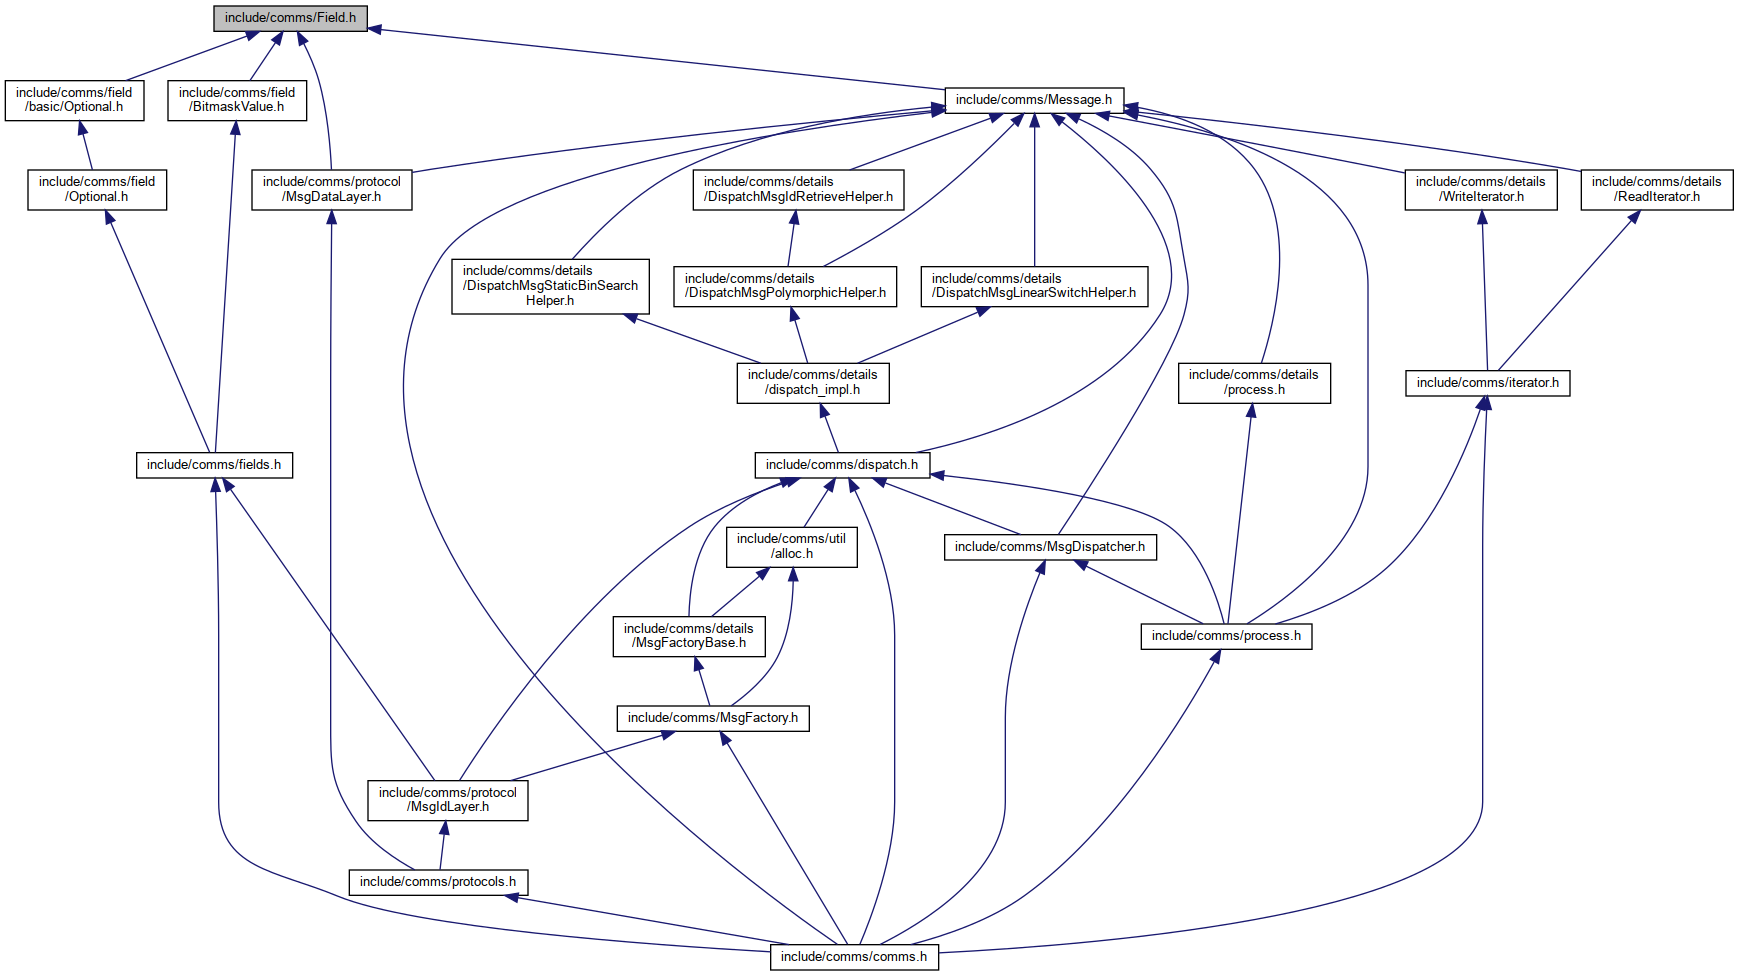 include/comms/Field.h
include/comms/field
/basic/Optional.h
include/comms/field
/BitmaskValue.h
include/comms/Message.h
include/comms/field
/Optional.h
include/comms/protocol
/MsgDataLayer.h
include/comms/details
/DispatchMsgIdRetrieveHelper.h
include/comms/details
/WriteIterator.h
include/comms/details
/ReadIterator.h
include/comms/details
/DispatchMsgStaticBinSearch
Helper.h
include/comms/details
/DispatchMsgPolymorphicHelper.h
include/comms/details
/DispatchMsgLinearSwitchHelper.h
include/comms/details
/dispatch_impl.h
include/comms/details
/process.h
include/comms/iterator.h
include/comms/fields.h
include/comms/dispatch.h
include/comms/util
/alloc.h
include/comms/MsgDispatcher.h
include/comms/details
/MsgFactoryBase.h
include/comms/process.h
include/comms/MsgFactory.h
include/comms/protocol
/MsgIdLayer.h
include/comms/protocols.h
include/comms/comms.h